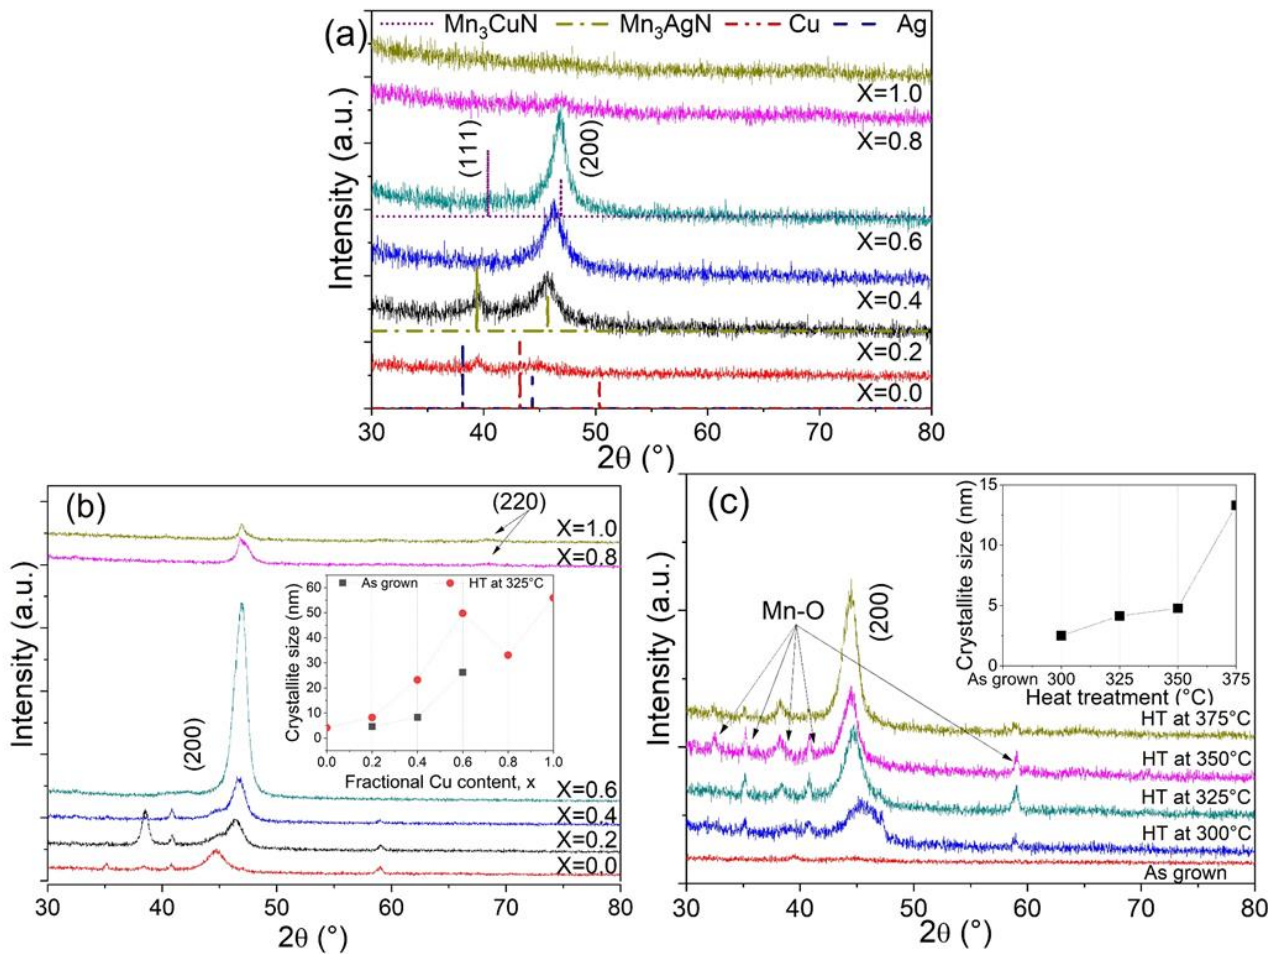 (a)
Mn₃CuN Mn₃AgN Cu Ag
X=1.0
X=0.8
(111)
(200)
X=0.6
X=0.4
X=0.2
X=0.0
Intensity (a.u.)
30 40 50 60 70 80
2θ (°)
(b)
(220)
X=1.0
X=0.8
As grown HT at 325°C
60
50
40
30
20
10
0
Crystallite size (nm)
0.0 0.2 0.4 0.6 0.8 1.0
Fractional Cu content, x
(200)
X=0.6
X=0.4
X=0.2
X=0.0
Intensity (a.u.)
30 40 50 60 70 80
2θ (°)
(c)
15
10
5
0
Crystallite size (nm)
As grown 300 325 350 375
Heat treatment (°C)
Mn-O
(200)
HT at 375°C
HT at 350°C
HT at 325°C
HT at 300°C
As grown
Intensity (a.u.)
30 40 50 60 70 80
2θ (°)